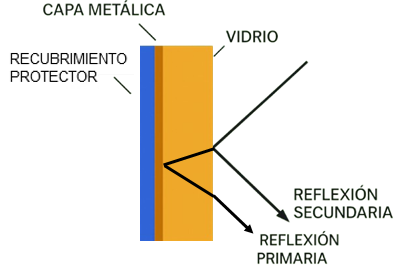 CAPA METÁLICA
VIDRIO
RECUBRIMIENTO
PROTECTOR
REFLEXIÓN
SECUNDARIA
REFLEXIÓN
PRIMARIA